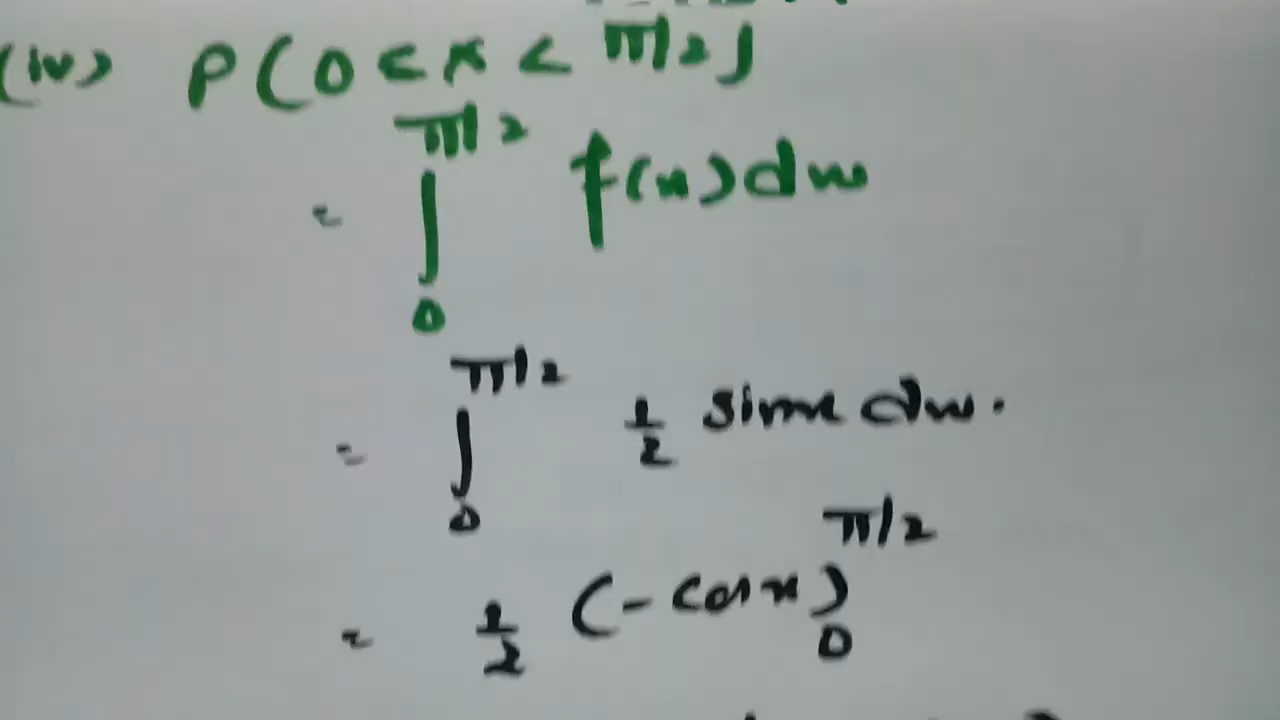 (iv) P(0 < x < π/2)
= ∫₀^π/2 f(x) dx
= ∫₀^π/2 1/2 sinx dx.
= 1/2 (-cosx)₀^π/2